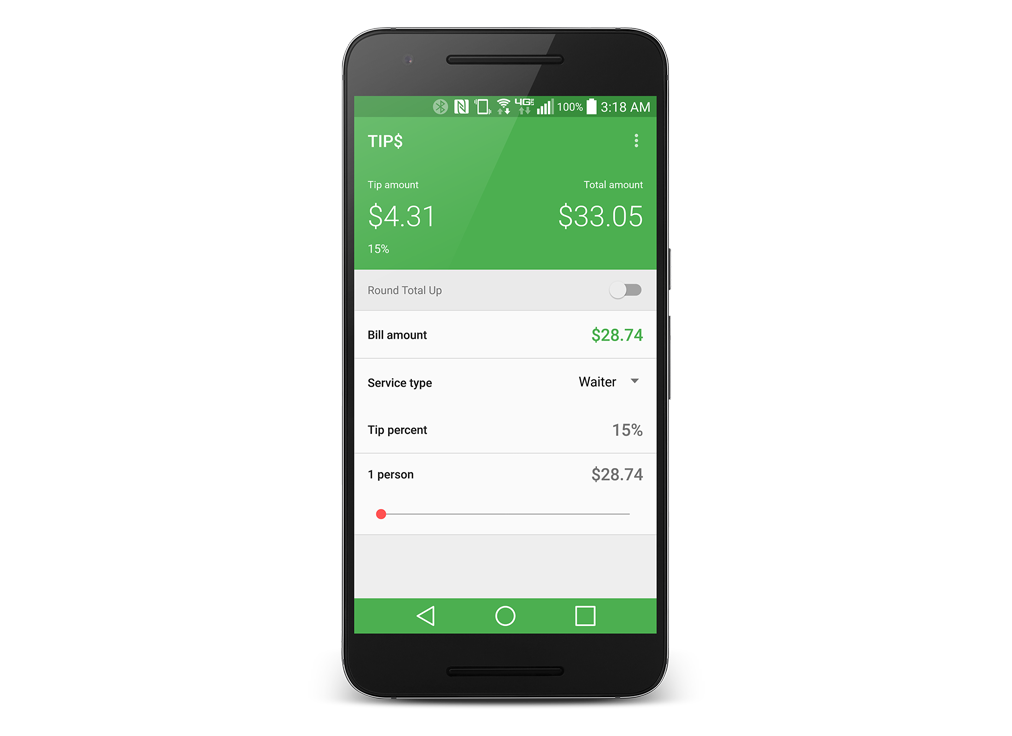 4G 100% 3:18 AM
TIP$
Tip amount Total amount
$4.31 $33.05
15%
Round Total Up
Bill amount $28.74
Service type Waiter
Tip percent 15%
1 person $28.74